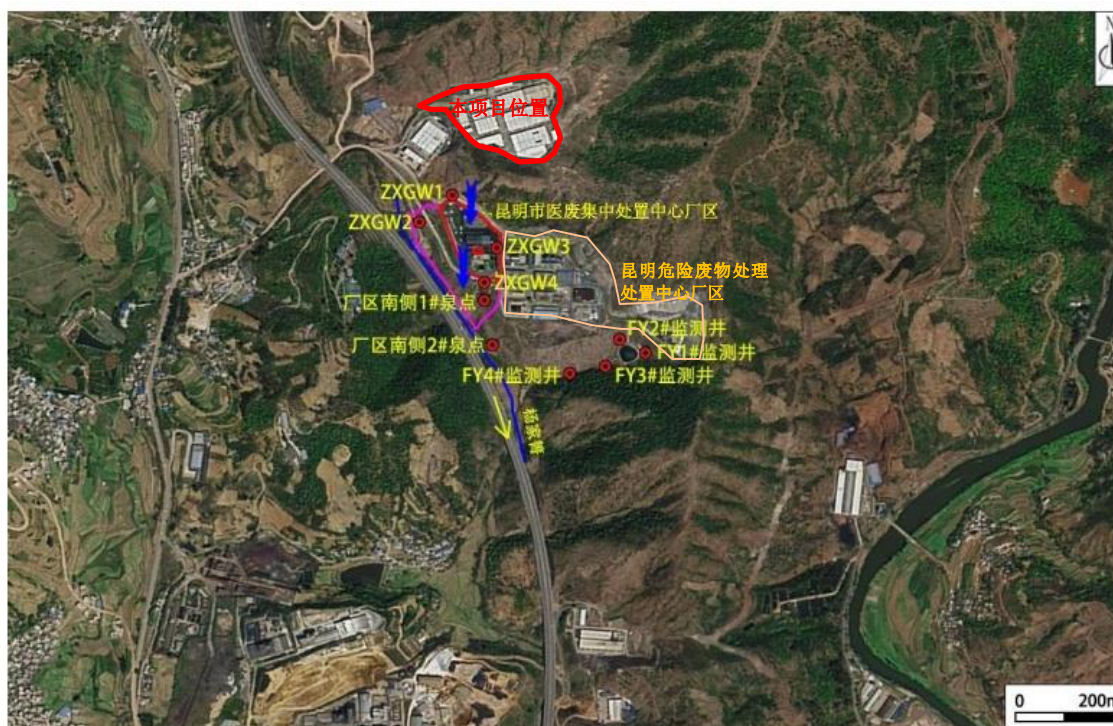 N
本项目位置
ZXGW1
昆明市医废集中处置中心厂区
ZXGW2
ZXGW3
昆明危险废物处理
处置中心厂区
ZXGW4
厂区南侧1#泉点
FY2#监测井
厂区南侧2#泉点
FY1#监测井
FY4#监测井
FY3#监测井
杨家箐
0 200m